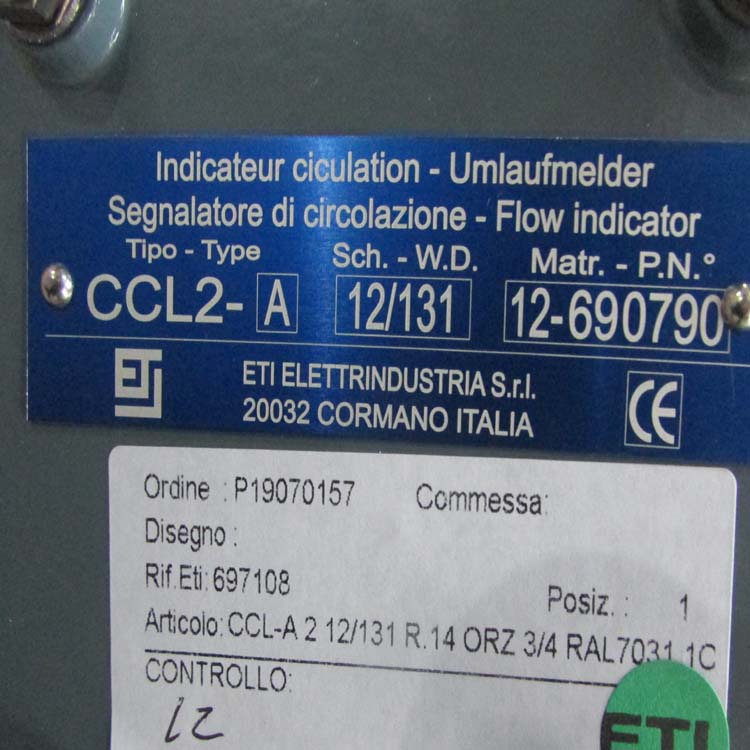 Indicateur ciculation - Umlaufmelder
Segnalatore di circolazione - Flow indicator
Tipo - Type Sch. - W.D. Matr. - P.N.°
CCL2- A 12/131 12-690790
ETI ELETTRINDUSTRIA S.r.l.
20032 CORMANO ITALIA
CE
Ordine : P19070157 Commessa:
Disegno :
Rif.Eti: 697108 Posiz. : 1
Articolo: CCL-A 2 12/131 R.14 ORZ 3/4 RAL7031 1C
CONTROLLO:
12
ETI